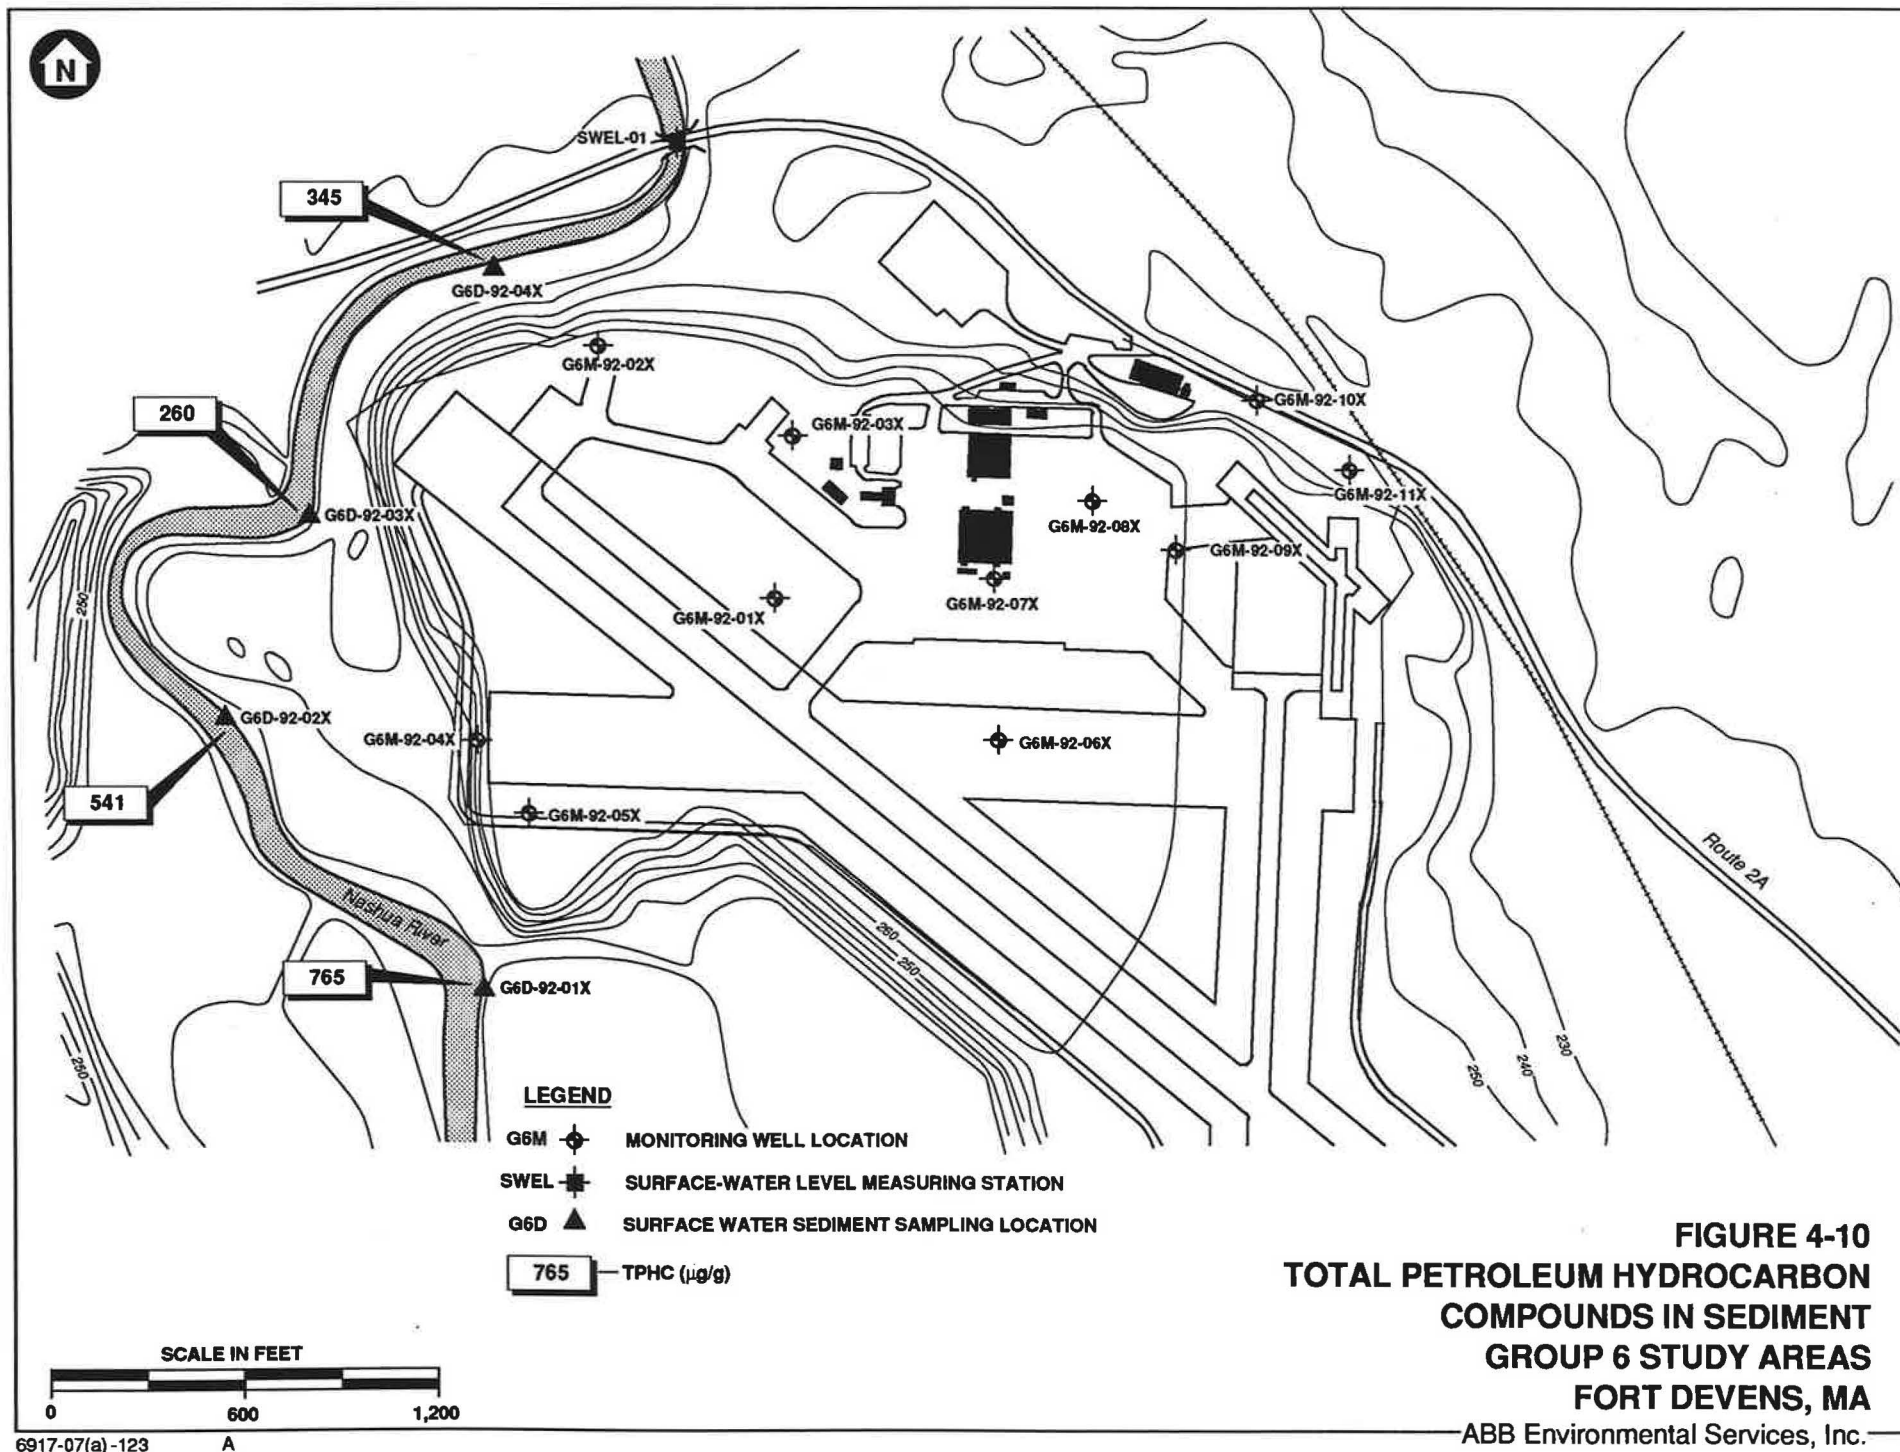 N
SWEL-01
345
G6D-92-04X
G6M-92-02X
G6M-92-10X
260
G6M-92-03X
G6M-92-11X
G6D-92-03X
G6M-92-08X
G6M-92-09X
250
G6M-92-07X
G6M-92-01X
G6D-92-02X
G6M-92-04X
G6M-92-06X
541
G6M-92-05X
Route 2A
Nashua River
260
250
765
G6D-92-01X
250
250
240
230
LEGEND
G6M MONITORING WELL LOCATION
SWEL SURFACE-WATER LEVEL MEASURING STATION
G6D SURFACE WATER SEDIMENT SAMPLING LOCATION
765 TPHC (µg/g)
SCALE IN FEET
0 600 1,200
FIGURE 4-10
TOTAL PETROLEUM HYDROCARBON
COMPOUNDS IN SEDIMENT
GROUP 6 STUDY AREAS
FORT DEVENS, MA
ABB Environmental Services, Inc.
6917-07(a)-123 A